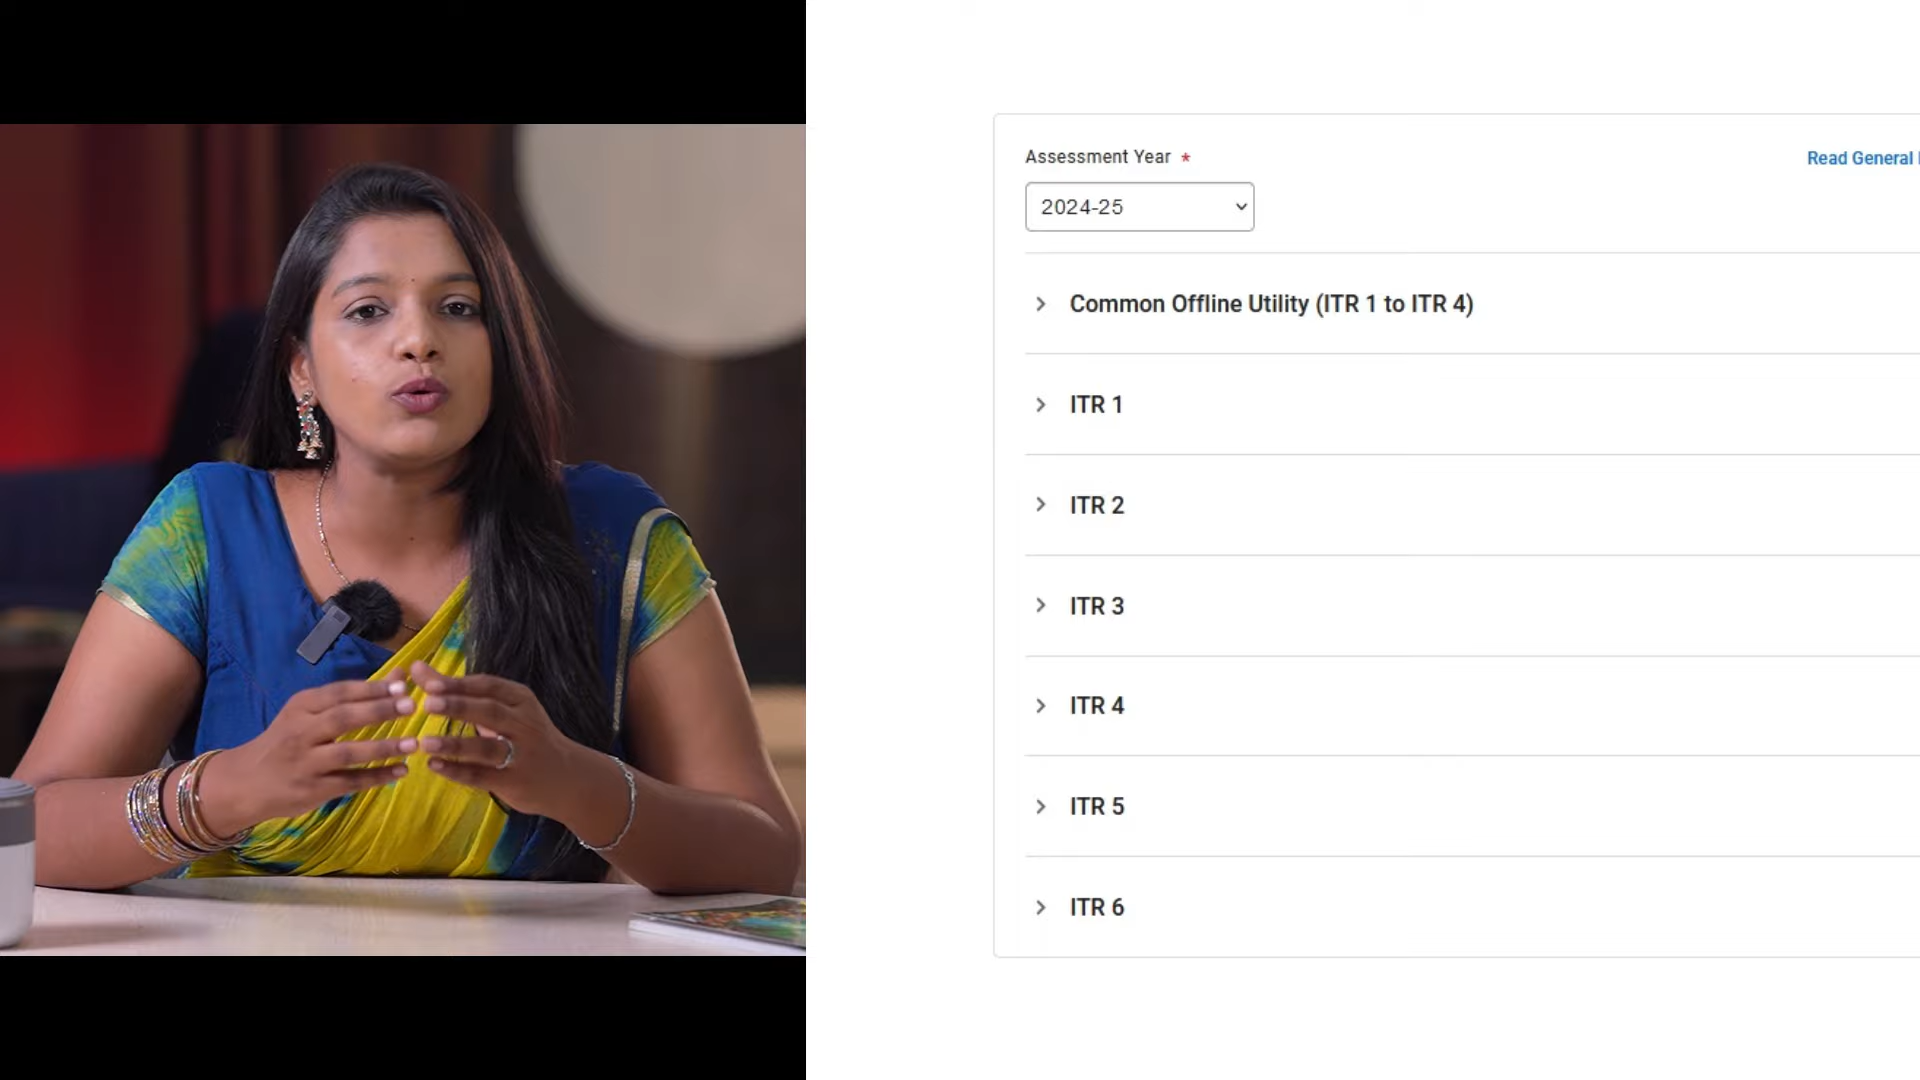 Assessment Year *
Read General
2024-25
Common Offline Utility (ITR 1 to ITR 4)
ITR 1
ITR 2
ITR 3
ITR 4
ITR 5
ITR 6